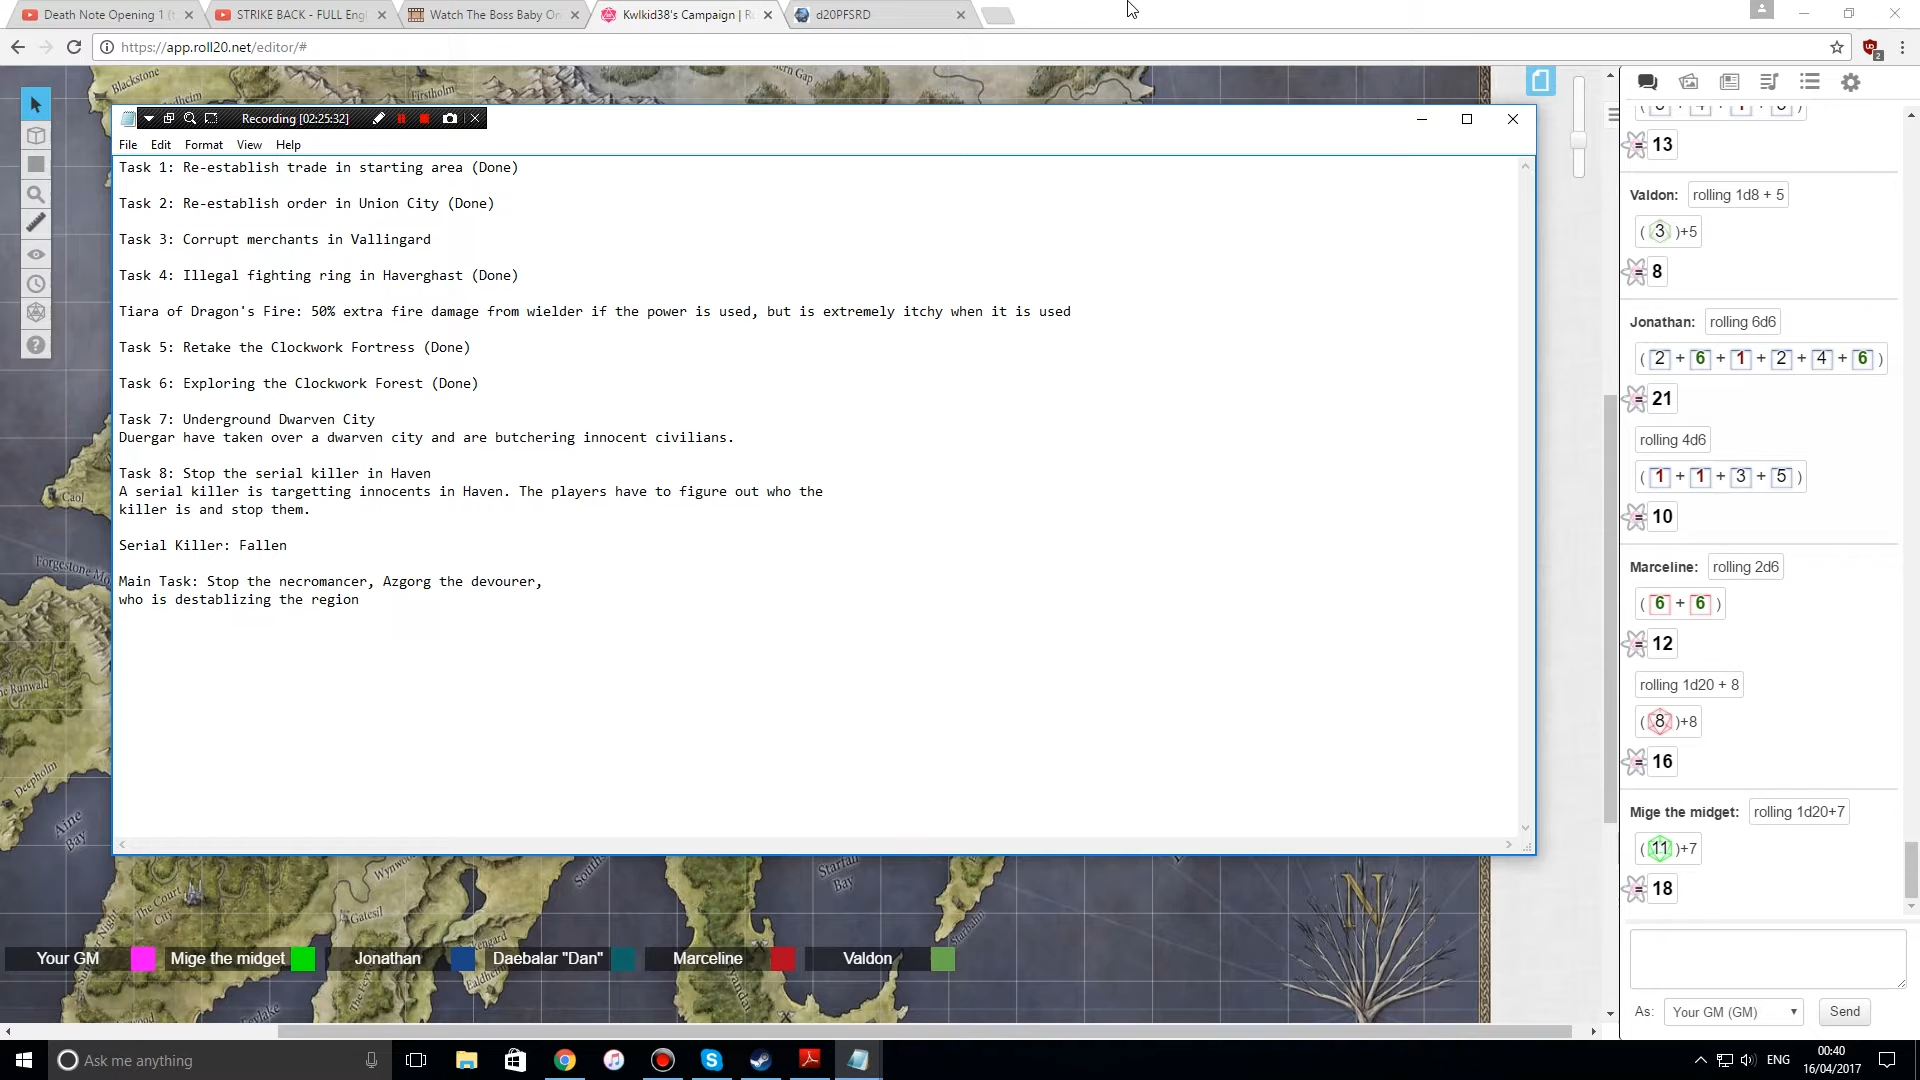 Death Note Opening 1 (t
STRIKE BACK - FULL Engl
Watch The Boss Baby On
Kwlkid38's Campaign | R
d20PFSRD
https://app.roll20.net/editor/#
2
Blackstone
Firstholm
Recording [02:25:32]
File Edit Format View Help
Task 1: Re-establish trade in starting area (Done)
Task 2: Re-establish order in Union City (Done)
Task 3: Corrupt merchants in Vallingard
Task 4: Illegal fighting ring in Haverghast (Done)
Tiara of Dragon's Fire: 50% extra fire damage from wielder if the power is used, but is extremely itchy when it is used
Task 5: Retake the Clockwork Fortress (Done)
Task 6: Exploring the Clockwork Forest (Done)
Task 7: Underground Dwarven City
Duergar have taken over a dwarven city and are butchering innocent civilians.
Task 8: Stop the serial killer in Haven
A serial killer is targetting innocents in Haven. The players have to figure out who the
killer is and stop them.
Serial Killer: Fallen
Main Task: Stop the necromancer, Azgorg the devourer,
who is destablizing the region
Caol
Forgestone Mo
The Runwald
Deepholm
Aine
Bay
The Court
City
Gatesil
Starfall
Bay
N
= 13
Valdon: rolling 1d8 + 5
( 3 )+5
= 8
Jonathan: rolling 6d6
( 2 + 6 + 1 + 2 + 4 + 6 )
= 21
rolling 4d6
( 1 + 1 + 3 + 5 )
= 10
Marceline: rolling 2d6
( 6 + 6 )
= 12
rolling 1d20 + 8
( 8 )+8
= 16
Mige the midget: rolling 1d20+7
( 11 )+7
= 18
Your GM
Mige the midget
Jonathan
Daebalar "Dan"
Marceline
Valdon
As: Your GM (GM) Send
Ask me anything
ENG
00:40
16/04/2017